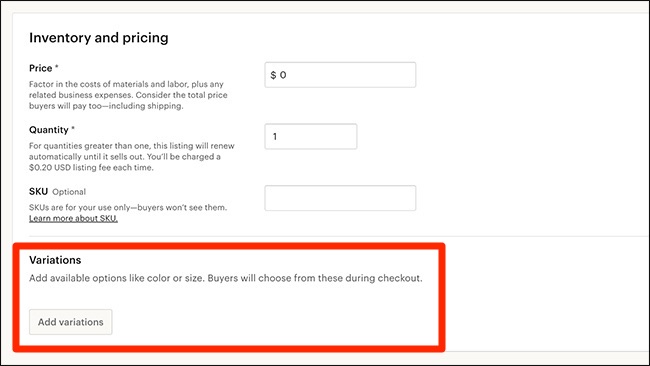 Inventory and pricing
Price *
$ 0
Factor in the costs of materials and labor, plus any
related business expenses. Consider the total price
buyers will pay too—including shipping.
Quantity *
1
For quantities greater than one, this listing will renew
automatically until it sells out. You'll be charged a
$0.20 USD listing fee each time.
SKU Optional
SKUs are for your use only—buyers won't see them.
Learn more about SKU.
Variations
Add available options like color or size. Buyers will choose from these during checkout.
Add variations